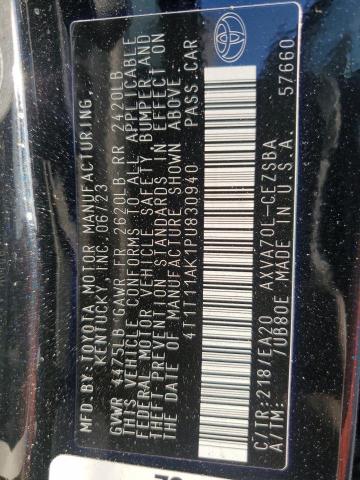 MFD.BY:TOYOTA MOTOR MANUFACTURING,
KENTUCKY, INC.06/23
GVWR 4475LB GAWR FR 2620LB RR 2420LB
THIS VEHICLE CONFORMS TO ALL APPLICABLE
FEDERAL MOTOR VEHICLE SAFETY, BUMPER, AND
THEFT PREVENTION STANDARDS IN EFFECT ON
THE DATE OF MANUFACTURE SHOWN ABOVE.
4T1T11AK1PU830940 PASS.CAR
C/TR:218/EA20 AXVA70L-CEZSBA
A/TM: 70B80E MADE IN U.S.A. 57660
TOYOTA